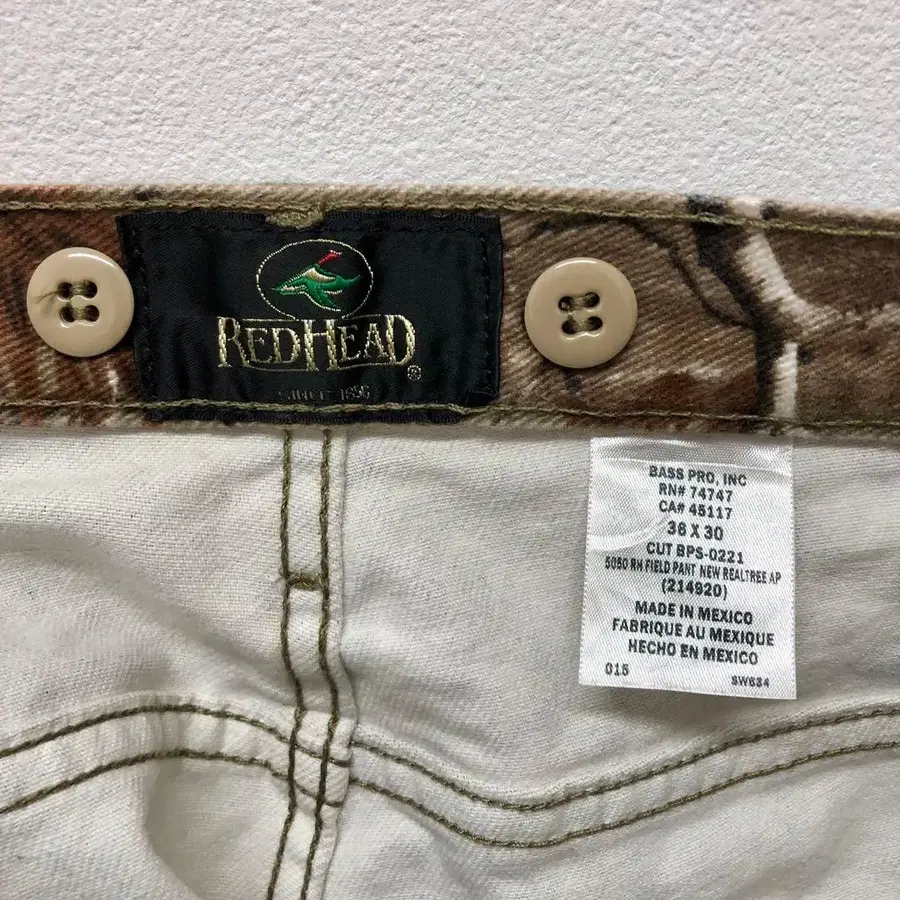 REDHEAD
®
SINCE 1856
BASS PRO, INC
RN# 74747
CA# 45117
38 X 30
CUT BPS-0221
5050 RH FIELD PANT NEW REALTREE AP
(214920)
MADE IN MEXICO
FABRIQUE AU MEXIQUE
HECHO EN MEXICO
015 SW634